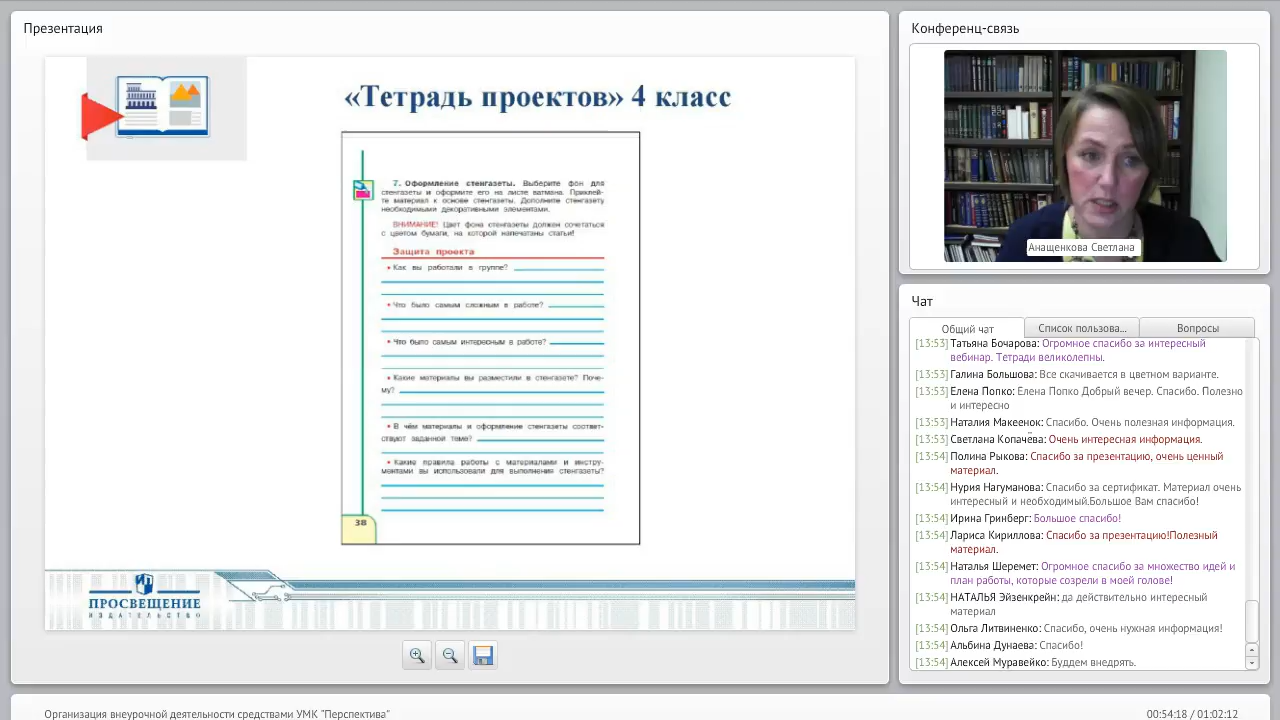 Презентация
«Тетрадь проектов» 4 класс
7. Оформление стенгазеты. Выберите фон для
стенгазеты и оформите его на листе ватмана. Приклей-
те материал к основе стенгазеты. Дополните стенгазету
необходимыми декоративными элементами.
ВНИМАНИЕ! Цвет фона стенгазеты должен сочетаться
с цветом бумаги, на которой напечатаны статьи!
Защита проекта
• Как вы работали в группе?
• Что было самым сложным в работе?
• Что было самым интересным в работе?
• Какие материалы вы разместили в стенгазете? Поче-
му?
• В чём материалы и оформление стенгазеты соответ-
ствуют заданной теме?
• Какие правила работы с материалами и инстру-
ментами вы использовали для выполнения стенгазеты?
38
ПРОСВЕЩЕНИЕ
ИЗДАТЕЛЬСТВО
Конференц-связь
Анащенкова Светлана
Чат
Общий чат
Список пользова...
Вопросы
[13:53] Татьяна Бочарова: Огромное спасибо за интересный
вебинар. Тетради великолепны.
[13:53] Галина Большова: Все скачивается в цветном варианте.
[13:53] Елена Попко: Елена Попко Добрый вечер. Спасибо. Полезно
и интересно
[13:53] Наталия Макеенок: Спасибо. Очень полезная информация.
[13:53] Светлана Копачёва: Очень интересная информация.
[13:54] Полина Рыкова: Спасибо за презентацию, очень ценный
материал.
[13:54] Нурия Нагуманова: Спасибо за сертификат. Материал очень
интересный и необходимый.Большое Вам спасибо!
[13:54] Ирина Гринберг: Большое спасибо!
[13:54] Лариса Кириллова: Спасибо за презентацию!Полезный
материал.
[13:54] Наталья Шеремет: Огромное спасибо за множество идей и
план работы, которые созрели в моей голове!
[13:54] НАТАЛЬЯ Эйзенкрейн: да действительно интересный
материал
[13:54] Ольга Литвиненко: Спасибо, очень нужная информация!
[13:54] Альбина Дунаева: Спасибо!
[13:54] Алексей Муравейко: Буддем внедрять.
Организация внеурочной деятельности средствами УМК "Перспектива"
00:54:18 / 01:02:12